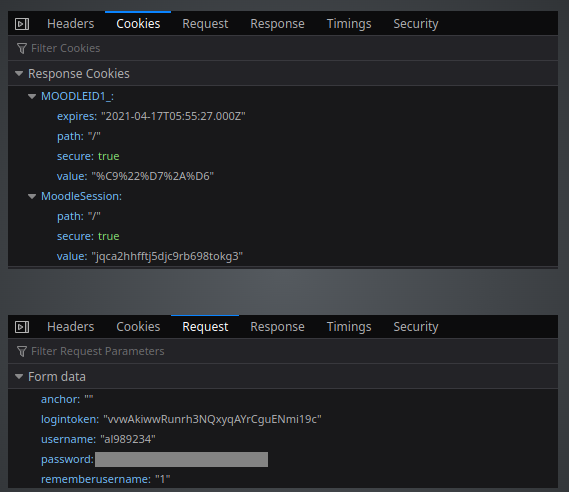 Headers Cookies Request Response Timings Security
Filter Cookies
Response Cookies
MOODLEID1_:
expires: "2021-04-17T05:55:27.000Z"
path: "/"
secure: true
value: "%C9%22%D7%2A%D6"
MoodleSession:
path: "/"
secure: true
value: "jqca2hhfftj5djc9rb698tokg3"
Headers Cookies Request Response Timings Security
Filter Request Parameters
Form data
anchor: ""
logintoken: "vvwAkiwwRunrh3NQxyqAYrCguENmi19c"
username: "al989234"
password:
rememberusername: "1"